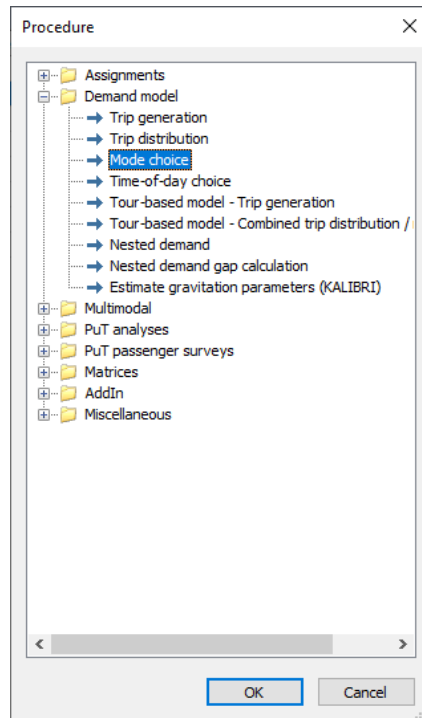 Procedure
Assignments
Demand model
Trip generation
Trip distribution
Mode choice
Time-of-day choice
Tour-based model - Trip generation
Tour-based model - Combined trip distribution /
Nested demand
Nested demand gap calculation
Estimate gravitation parameters (KALIBRI)
Multimodal
PuT analyses
PuT passenger surveys
Matrices
AddIn
Miscellaneous
OK Cancel